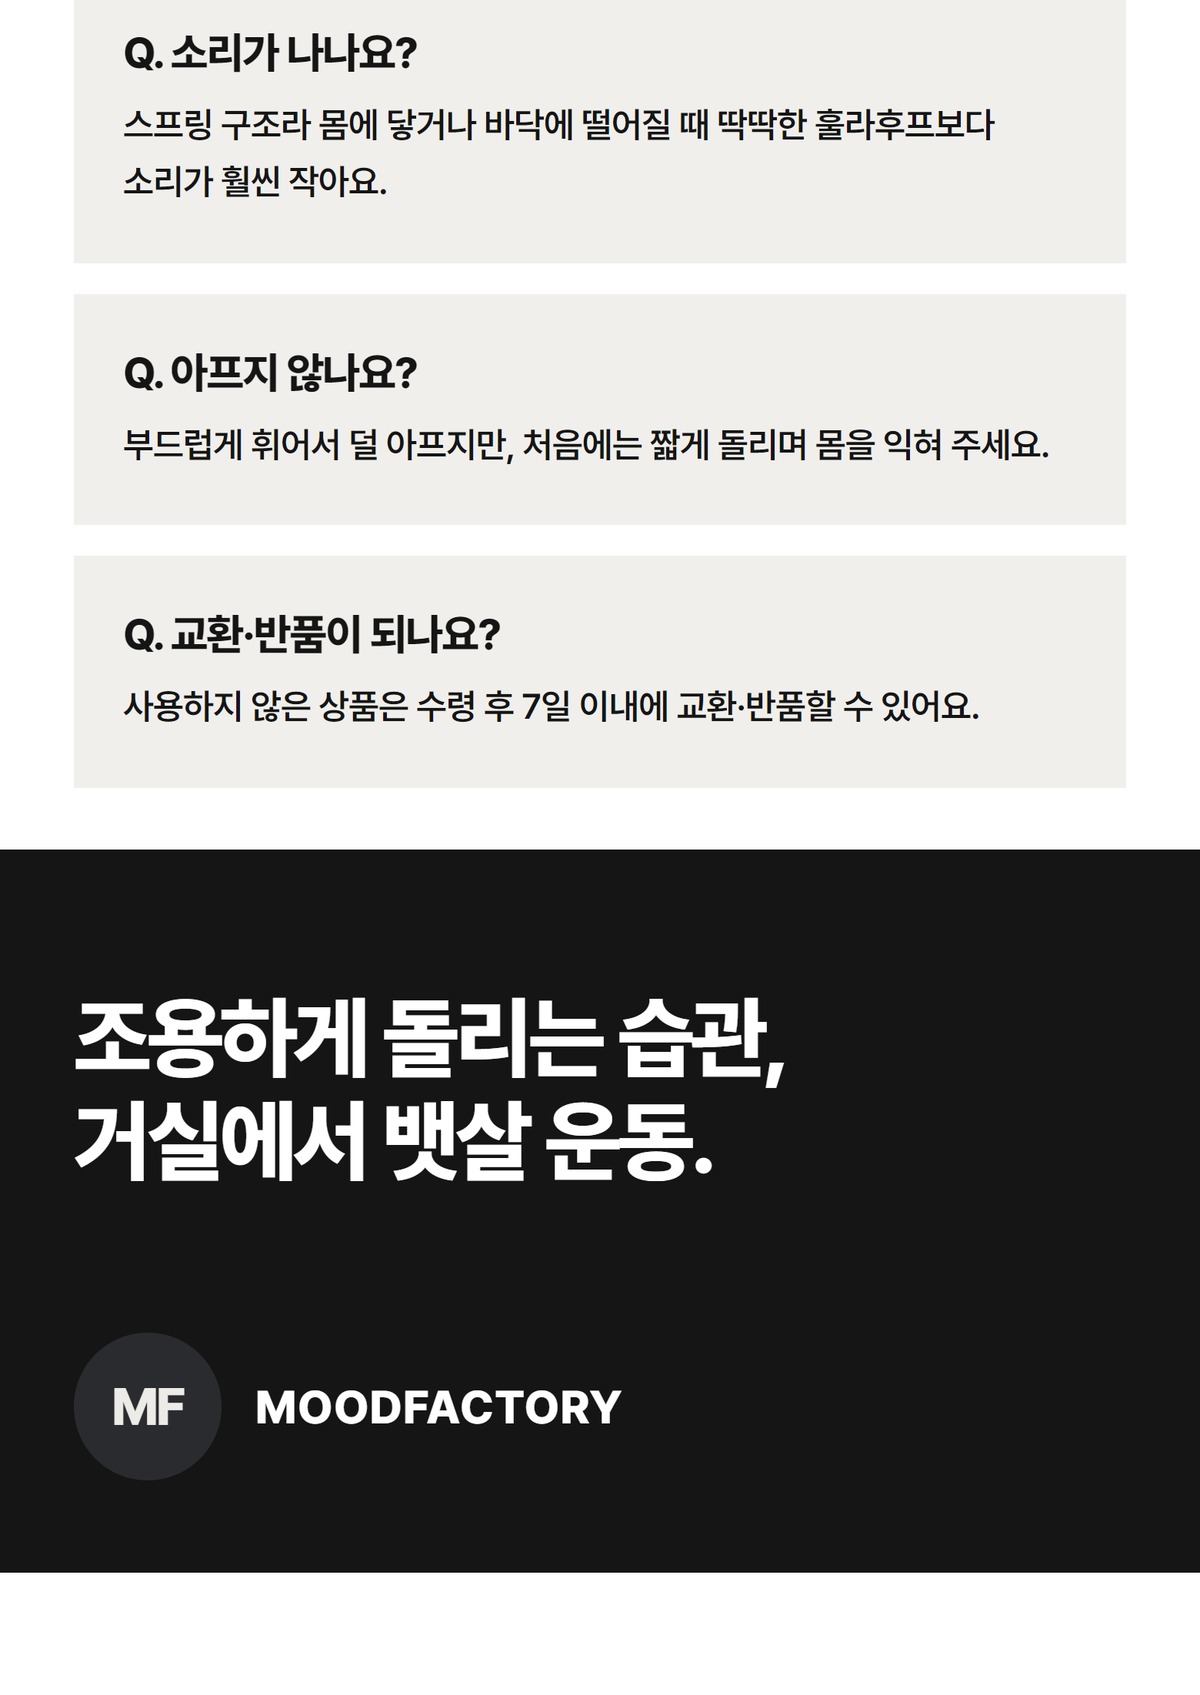 Q. 소리가 나나요?
스프링 구조라 몸에 닿거나 바닥에 떨어질 때 딱딱한 훌라후프보다
소리가 훨씬 작아요.
Q. 아프지 않나요?
부드럽게 휘어서 덜 아프지만, 처음에는 짧게 돌리며 몸을 익혀 주세요.
Q. 교환·반품이 되나요?
사용하지 않은 상품은 수령 후 7일 이내에 교환·반품할 수 있어요.
조용하게 돌리는 습관,
거실에서 뱃살 운동.
MF
MOODFACTORY